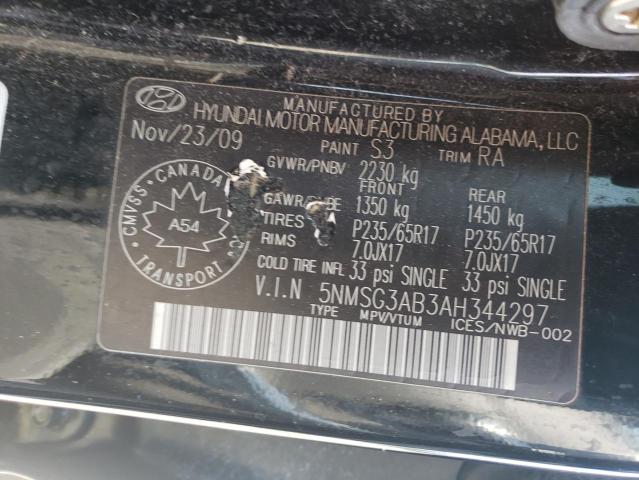 MANUFACTURED BY
HYUNDAI MOTOR MANUFACTURING ALABAMA, LLC
Nov/23/09
PAINT S3 TRIM RA
GVWR/PNBV 2230 kg
FRONT REAR
1350 kg 1450 kg
TIRES P235/65R17 P235/65R17
RIMS 7.0JX17 7.0JX17
COLD TIRE INFL 33 psi SINGLE 33 psi SINGLE
V.I.N 5NMSG3AB3AH344297
TYPE MPV/VTUM ICES/NWB-002
CMVSS CANADA
A54
TRANSPORT